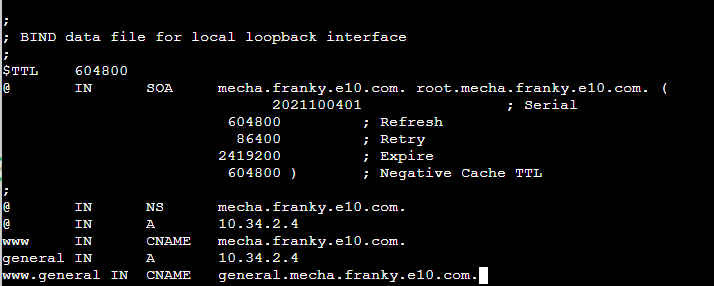 ;
; BIND data file for local loopback interface
;
$TTL 604800
@ IN SOA mecha.franky.e10.com. root.mecha.franky.e10.com. (
2021100401 ; Serial
604800 ; Refresh
86400 ; Retry
2419200 ; Expire
604800 ) ; Negative Cache TTL
;
@ IN NS mecha.franky.e10.com.
@ IN A 10.34.2.4
www IN CNAME mecha.franky.e10.com.
general IN A 10.34.2.4
www.general IN CNAME general.mecha.franky.e10.com.